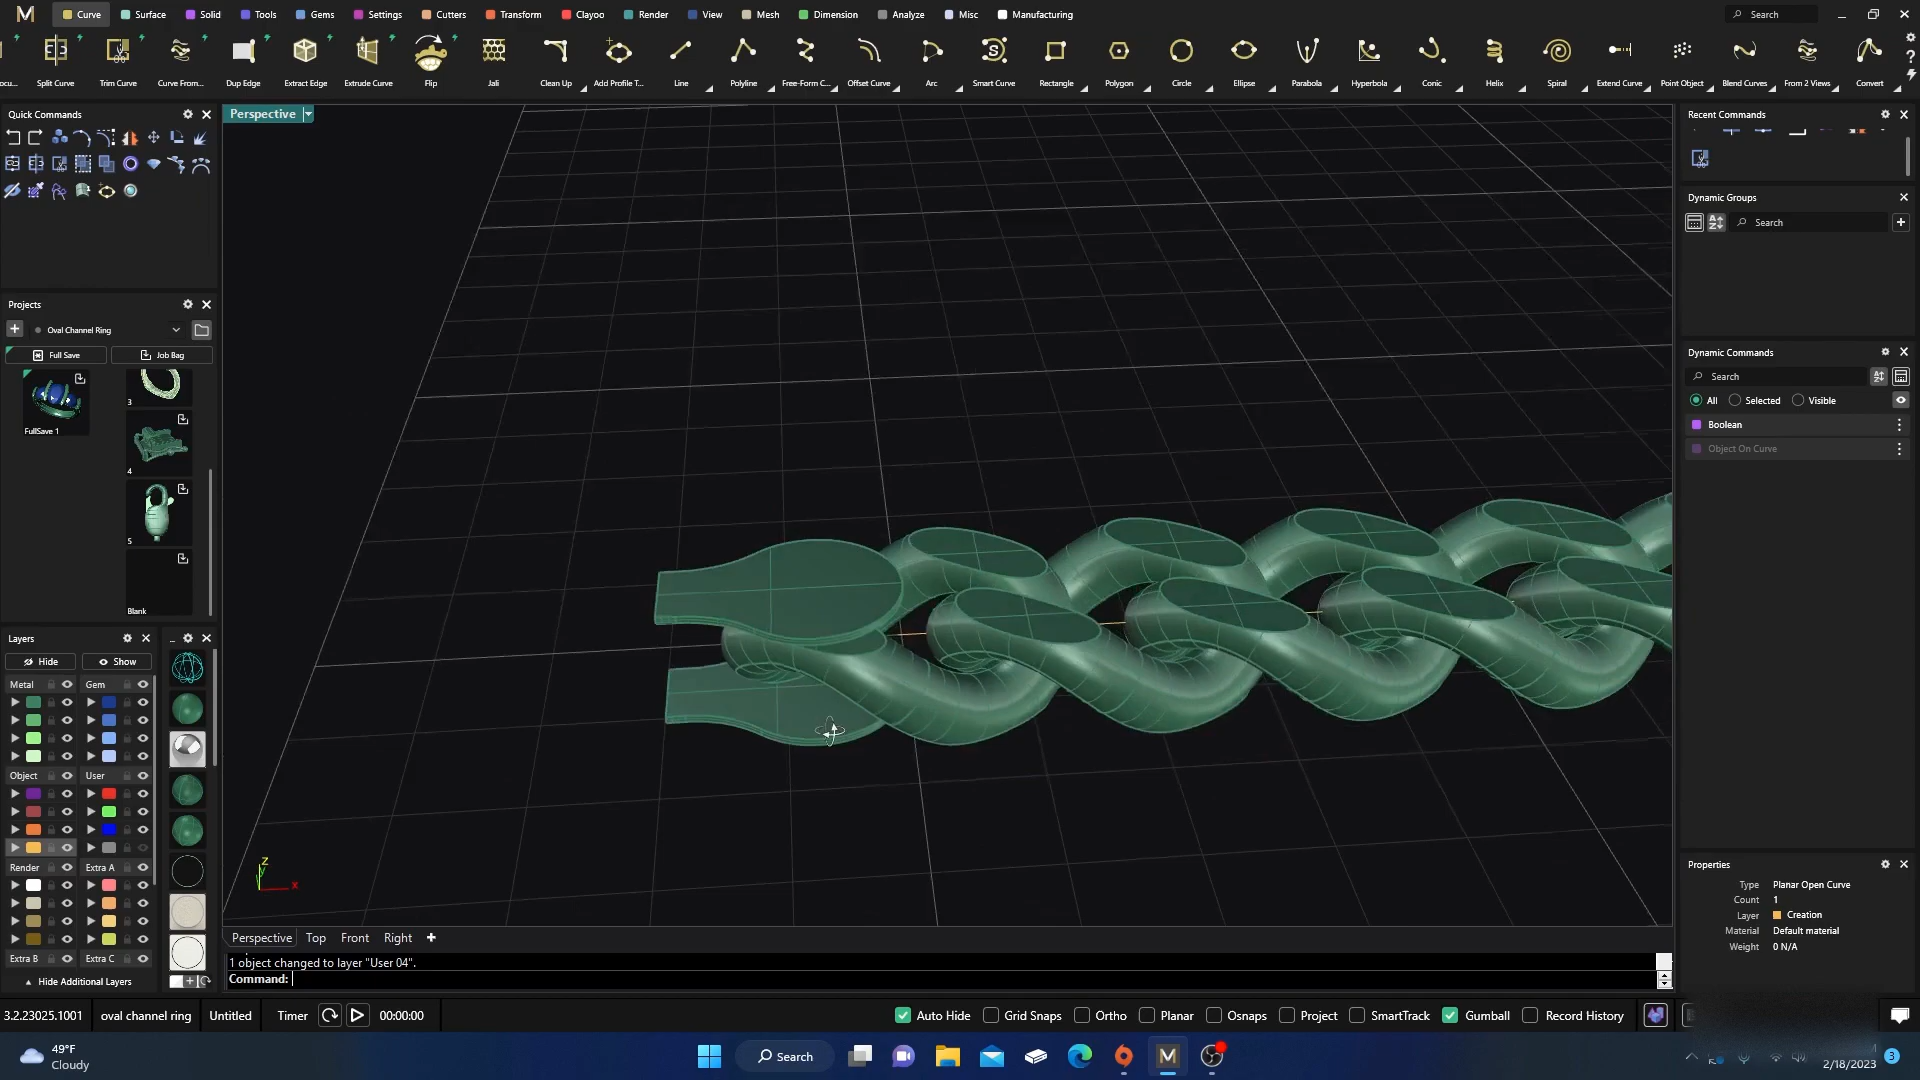 Curve Surface Solid Tools Gems Settings Cutters Transform Clayoo Render View Mesh Dimension Analyze Misc Manufacturing Search
Split Curve Trim Curve Curve From... Dup Edge Extract Edge Extrude Curve Flip Jali Clean Up Add Profile T... Line Polyline Free-Form C... Offset Curve Arc Smart Curve Rectangle Polygon Circle Ellipse Parabola Hyperbola Conic Helix Spiral Extend Curve Point Object Blend Curves From 2 Views Convert
Quick Commands
Projects
Oval Channel Ring
Full Save Job Bag
FullSave 1
3
4
5
Blank
Layers ...
Hide Show
Metal Gem
Object User
Render Extra A
Extra B Extra C
Hide Additional Layers
Perspective
z
x
Perspective Top Front Right
1 object changed to layer "User 04".
Command:
Recent Commands
Dynamic Groups
Search
Dynamic Commands
Search
All Selected Visible
Boolean
Object On Curve
Properties
Type Planar Open Curve
Count 1
Layer Creation
Material Default material
Weight 0 N/A
3.2.23025.1001 oval channel ring Untitled Timer 00:00:00 Auto Hide Grid Snaps Ortho Planar Osnaps Project SmartTrack Gumball Record History
49°F
Cloudy
Search
2/18/2023
3